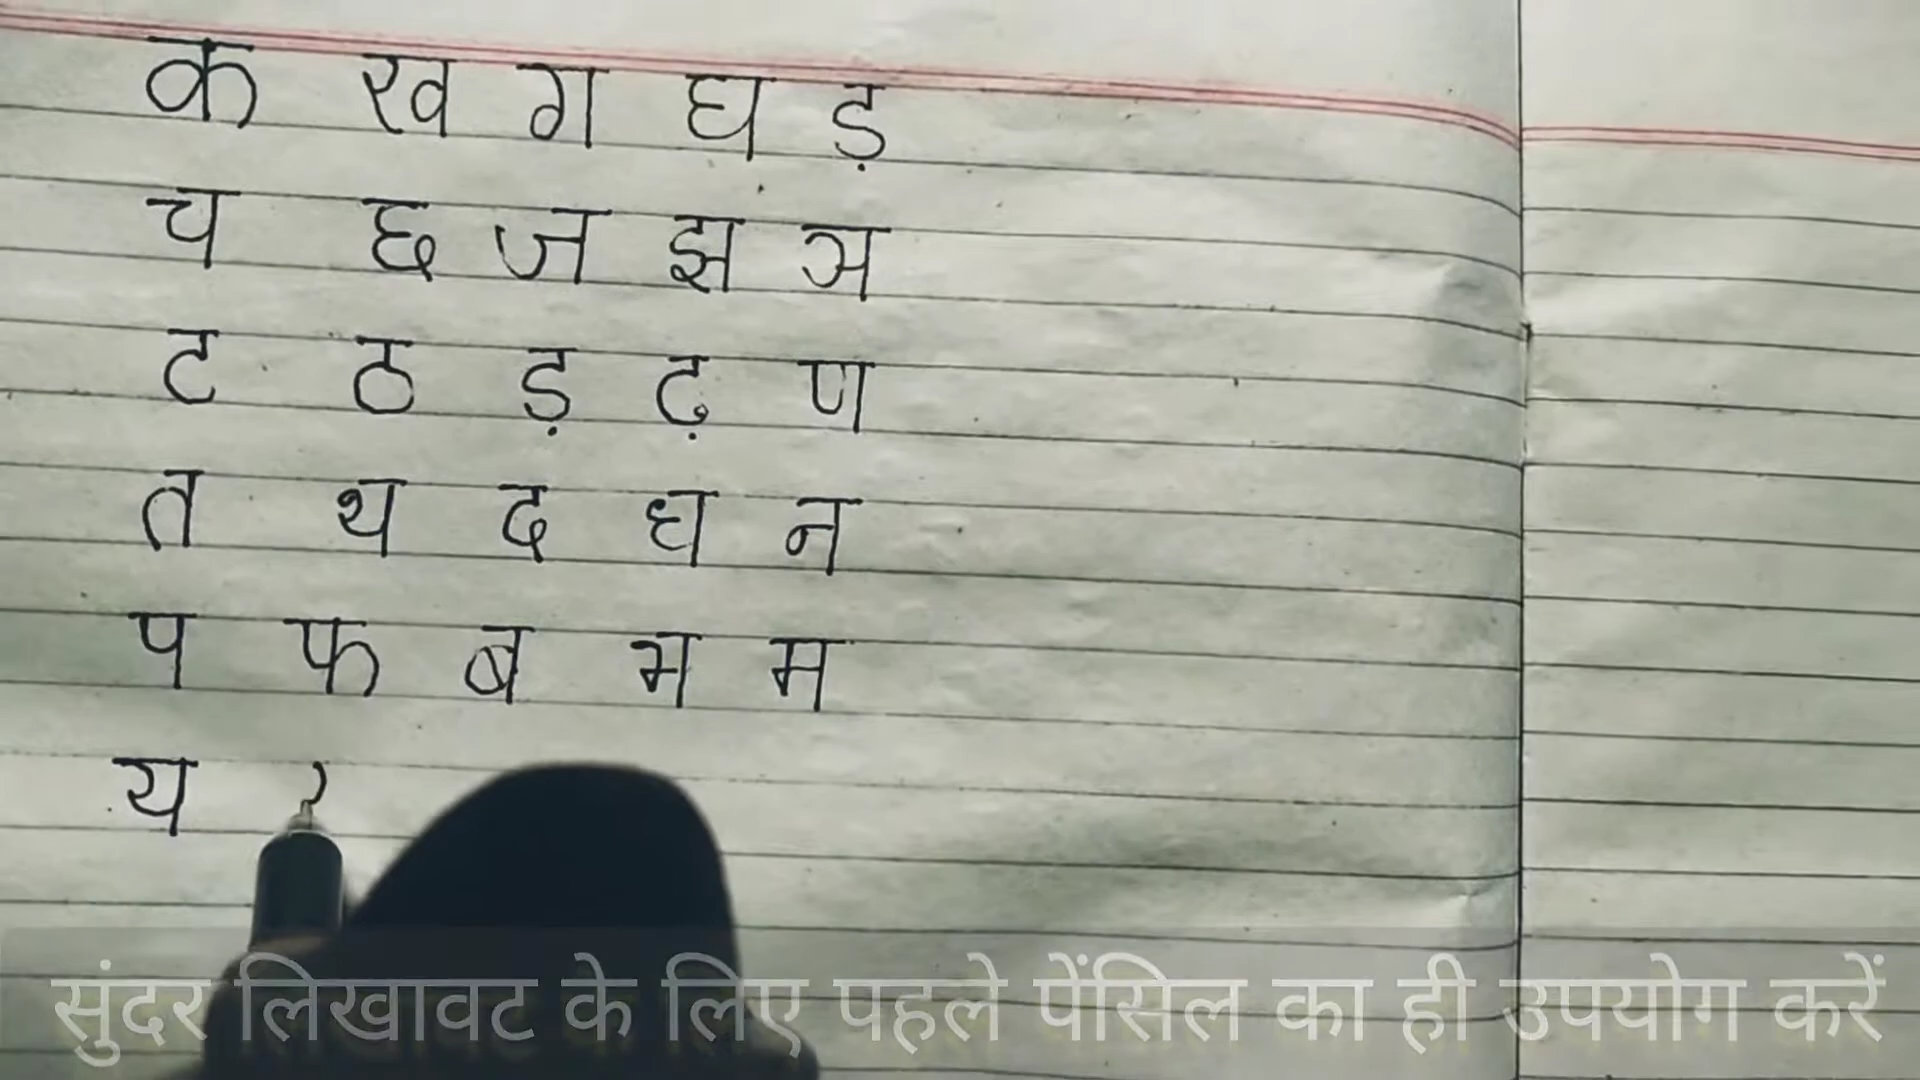 क ख ग घ ड़
च छ ज झ ञ
ट ठ ड़ ढ़ ण
त थ द ध न
प फ ब भ म
य
सुंदर लिखावट के लिए पहले पेंसिल का ही उपयोग करें